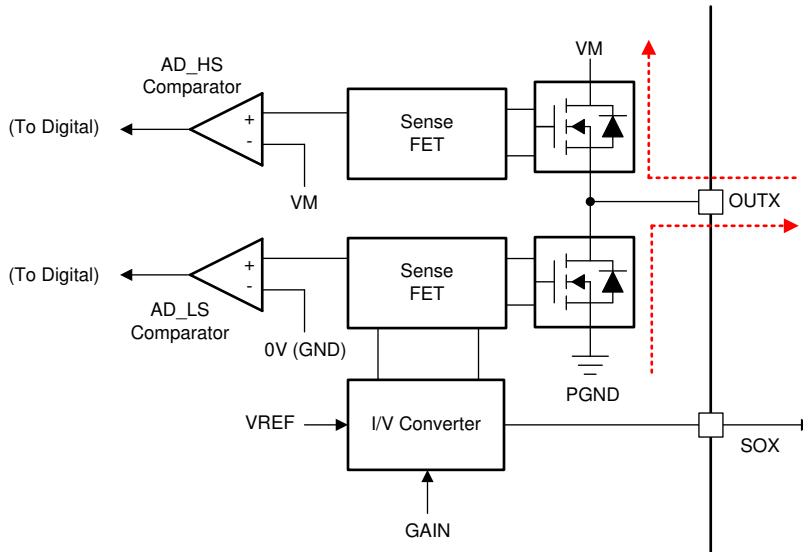 AD_HS
Comparator
VM
(To Digital)
+
-
Sense
FET
VM
OUTX
(To Digital)
+
-
Sense
FET
AD_LS
Comparator
0V (GND)
PGND
VREF
I/V Converter
SOX
GAIN